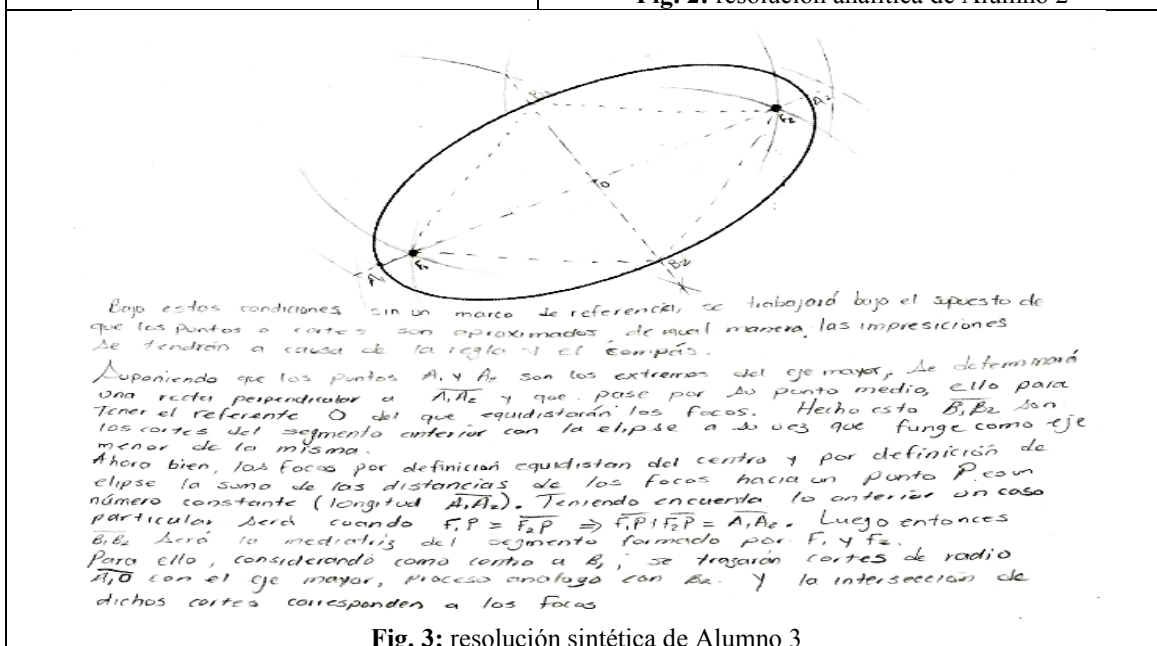 Fig. 2: resolución analítica de Alumno 2
B1
A2
F2
O
F1
A1
B2
Bajo estas condiciones sin un marco de referencia, se trabajará bajo el supuesto de
que los puntos o cortes son aproximados, de igual manera, las impresiciones
se tendrán a causa de la regla y el compás.
Suponiendo que los puntos A₁ y A₂ son los extremos del eje mayor, se determinará
una recta perpendicular a A₁A₂ y que pase por su punto medio, ello para
Tener el referente O del que equidistarán los focos. Hecho esto B₁B₂ son
los cortes del segmento anterior con la elipse a su vez que funge como eje
menor de la misma.
Ahora bien, los focos por definición equidistan del centro y por definición de
elipse la suma de las distancias de los focos hacia un punto P es un
número constante (longitud A₁A₂). Teniendo encuenta lo anterior un caso
particular será cuando F₁P = F₂P ⇒ F₁P + F₂P = A₁A₂. Luego entonces
B₁B₂ será la mediatriz del segmento formado por F₁ y F₂.
Para ello, considerando como centro a B₁, se trazarán cortes de radio
A₁O con el eje mayor, proceso análogo con B₂. Y la intersección de
dichos cortes corresponden a los focos
Fig. 3: resolución sintética de Alumno 3